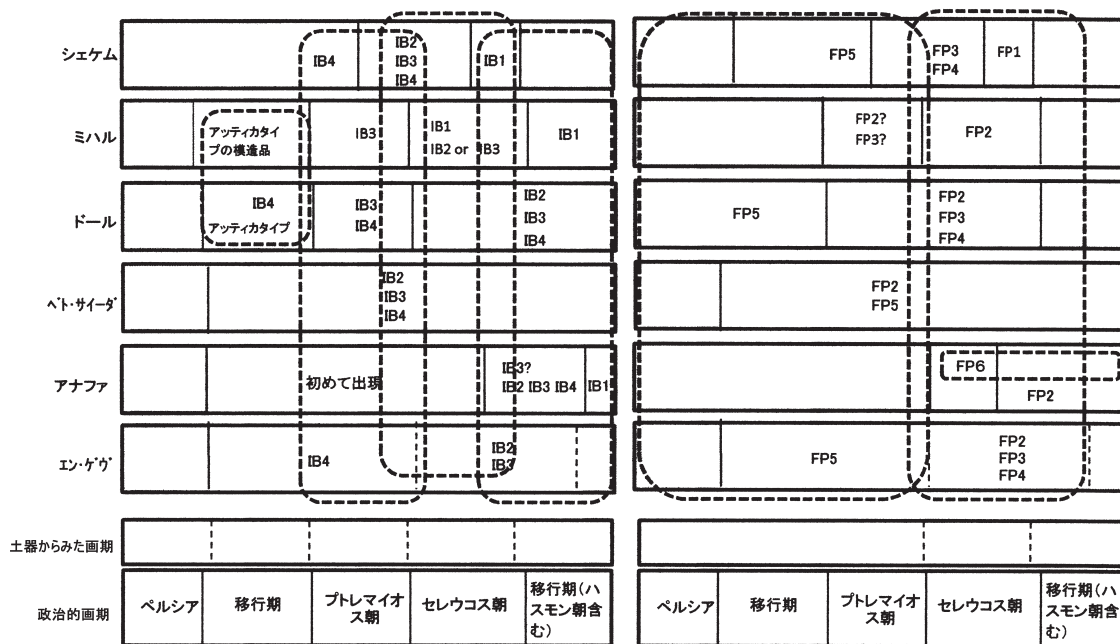 シェケム
IB4
IB2
IB3
IB4
IB1
FP5
FP3
FP4
FP1
ミハル
アッティカタイ
プの模造品
IB3
IB1
IB2 or IB3
IB1
FP2?
FP3?
FP2
ドール
IB4
アッティカタイプ
IB3
IB4
IB2
IB3
IB4
FP5
FP2
FP3
FP4
ベト・サイーダ
IB2
IB3
IB4
FP2
FP5
アナファ
初めて出現
IB3?
IB2 IB3 IB4
IB1
FP6
FP2
エン・ゲヴ
IB4
IB2
IB3
FP5
FP2
FP3
FP4
土器からみた画期
政治的画期
ペルシア
移行期
プトレマイオ
ス朝
セレウコス朝
移行期(ハ
スモン朝含
む)
ペルシア
移行期
プトレマイオ
ス朝
セレウコス朝
移行期(ハ
スモン朝含
む)